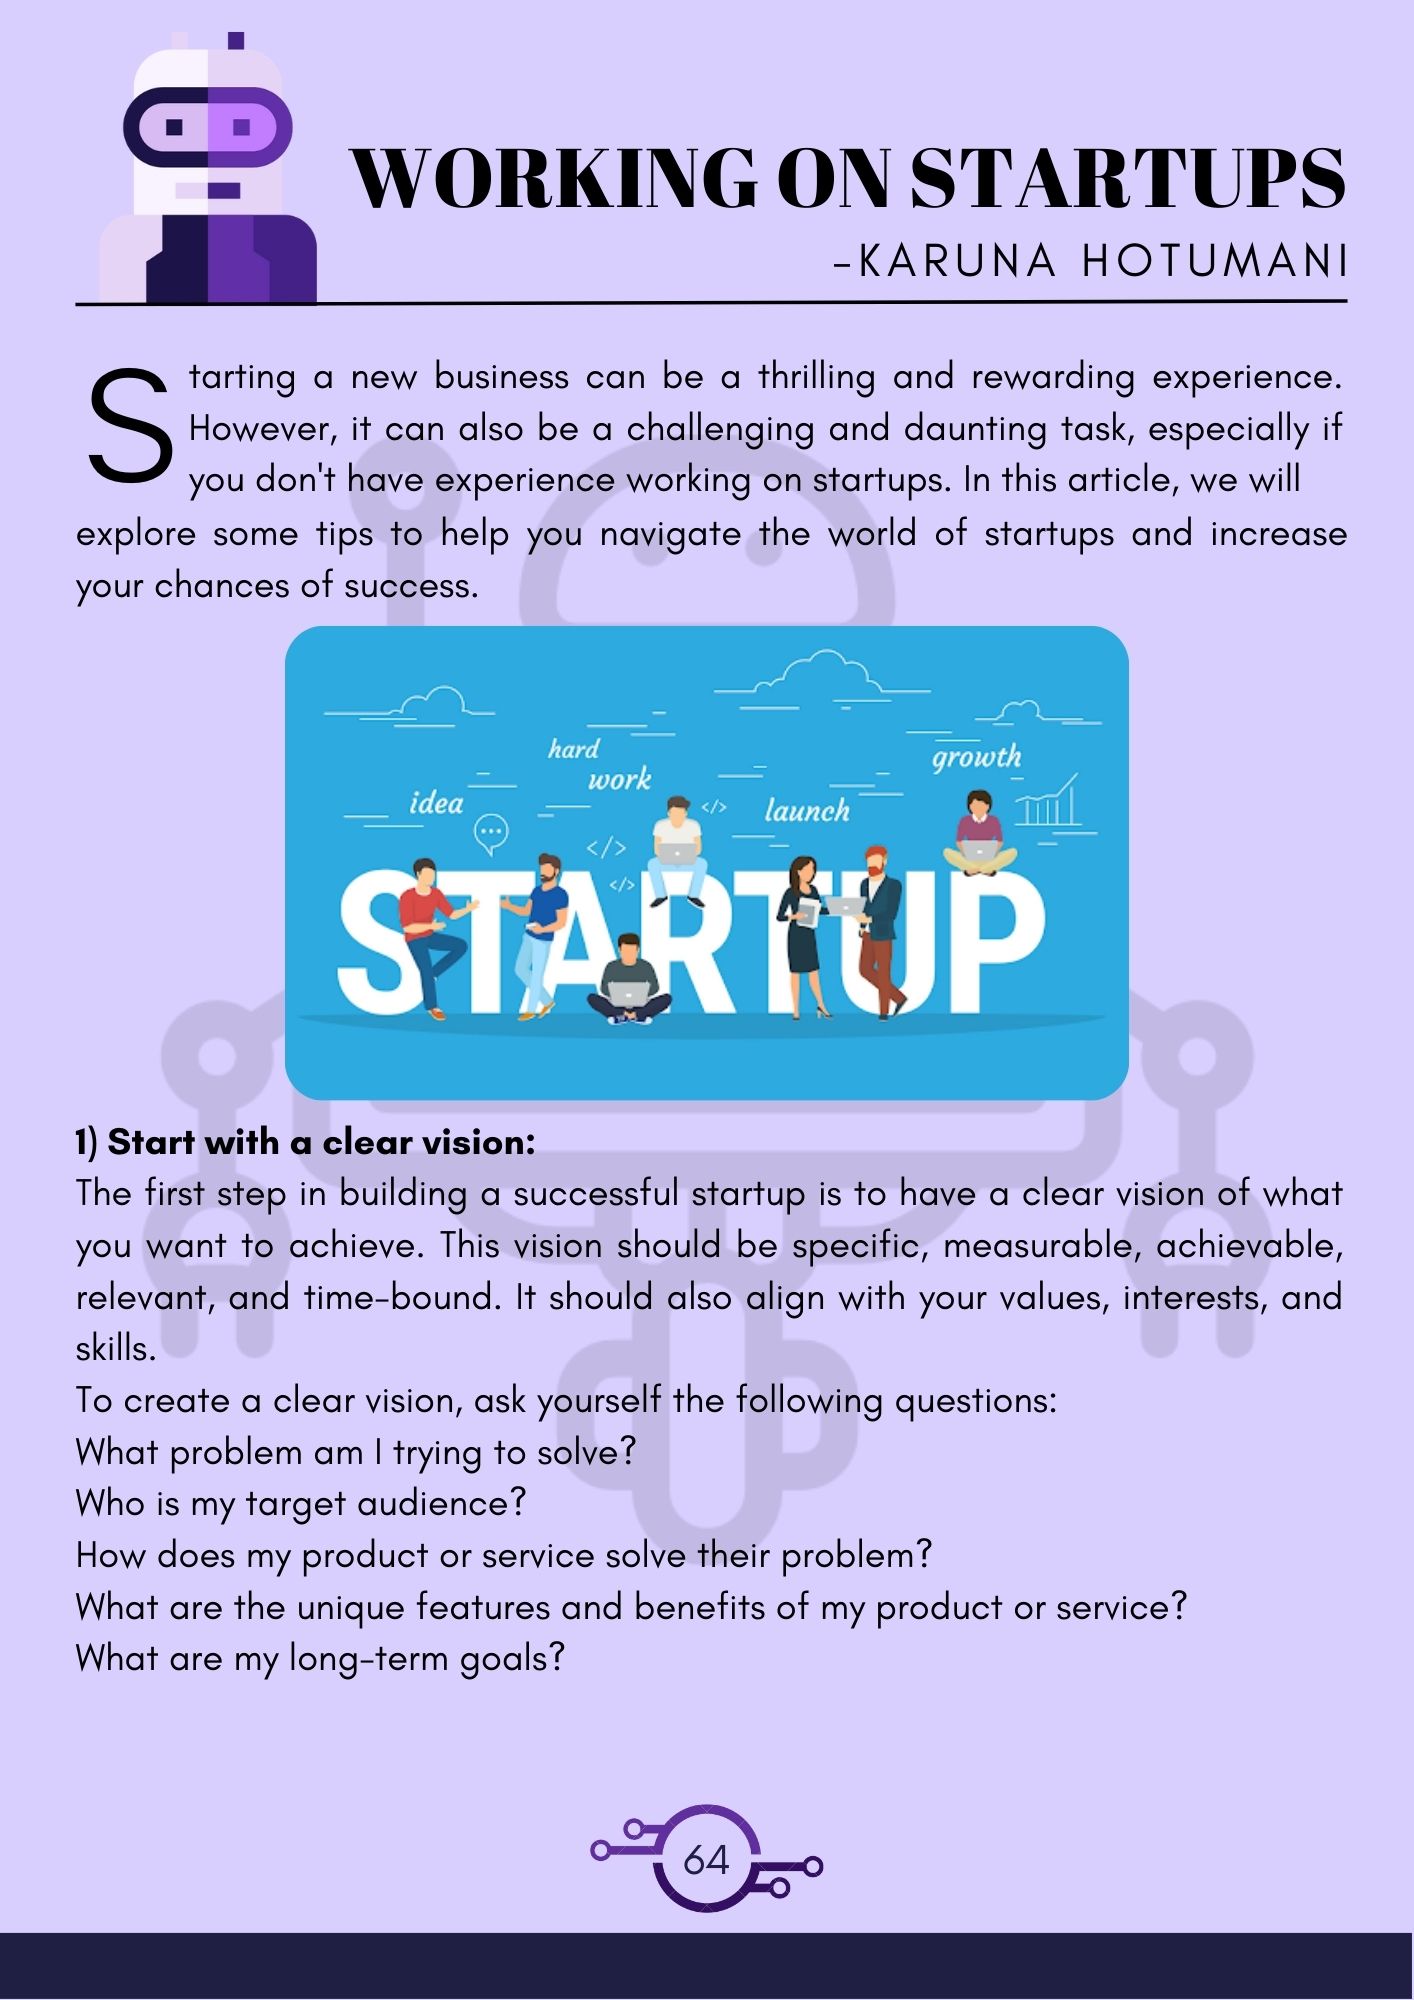 WORKING ON STARTUPS
-KARUNA HOTUMANI
Starting a new business can be a thrilling and rewarding experience.
However, it can also be a challenging and daunting task, especially if
you don't have experience working on startups. In this article, we will
explore some tips to help you navigate the world of startups and increase
your chances of success.
hard
work
growth
idea
launch
</>
</>
</>
STARTUP
1) Start with a clear vision:
The first step in building a successful startup is to have a clear vision of what
you want to achieve. This vision should be specific, measurable, achievable,
relevant, and time-bound. It should also align with your values, interests, and
skills.
To create a clear vision, ask yourself the following questions:
What problem am I trying to solve?
Who is my target audience?
How does my product or service solve their problem?
What are the unique features and benefits of my product or service?
What are my long-term goals?
64